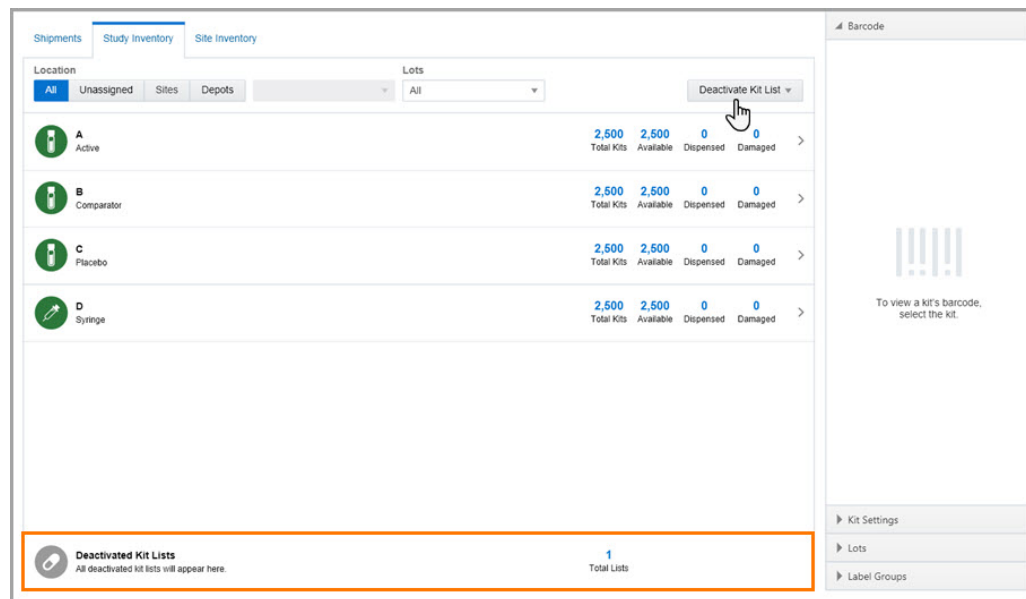 Shipments Study Inventory Site Inventory
Location Lots
All Unassigned Sites Depots All Deactivate Kit List
A 2,500 2,500 0 0
Active Total Kits Available Dispensed Damaged
B 2,500 2,500 0 0
Comparator Total Kits Available Dispensed Damaged
C 2,500 2,500 0 0
Placebo Total Kits Available Dispensed Damaged
D 2,500 2,500 0 0
Syringe Total Kits Available Dispensed Damaged
Deactivated Kit Lists 1
All deactivated kit lists will appear here. Total Lists
Barcode
To view a kit's barcode,
select the kit.
Kit Settings
Lots
Label Groups